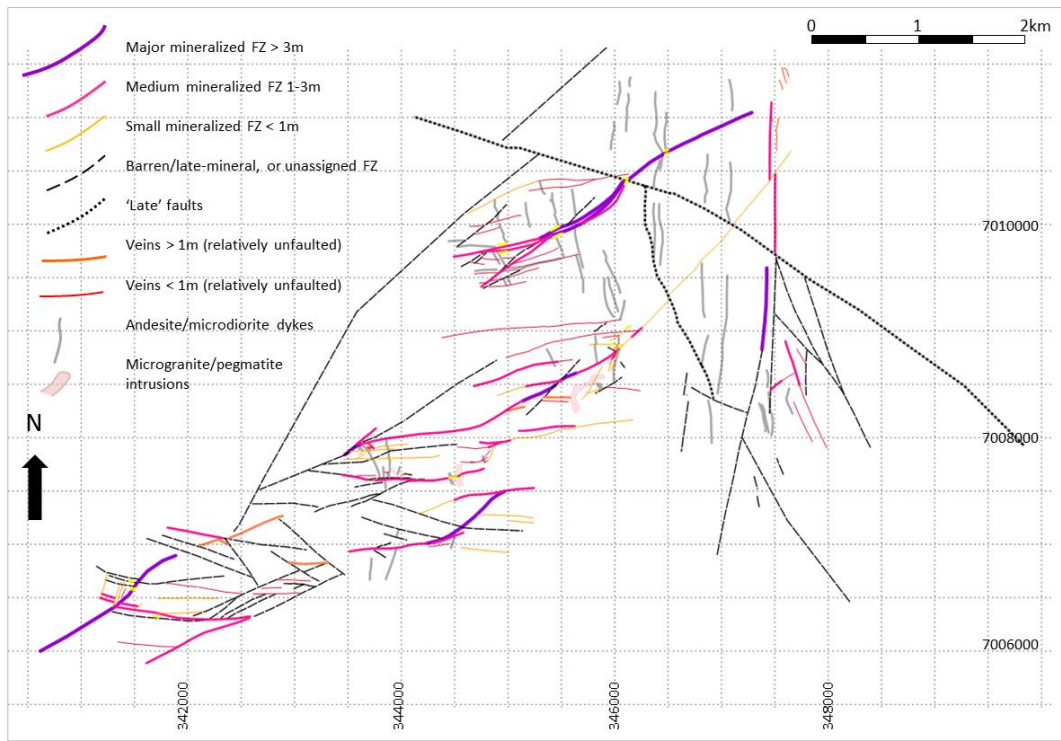 0 1 2km
Major mineralized FZ > 3m
Medium mineralized FZ 1-3m
Small mineralized FZ < 1m
Barren/late-mineral, or unassigned FZ
'Late' faults
Veins > 1m (relatively unfaulted)
Veins < 1m (relatively unfaulted)
Andesite/microdiorite dykes
Microgranite/pegmatite
intrusions
N
7010000
7008000
7006000
342000
344000
346000
348000